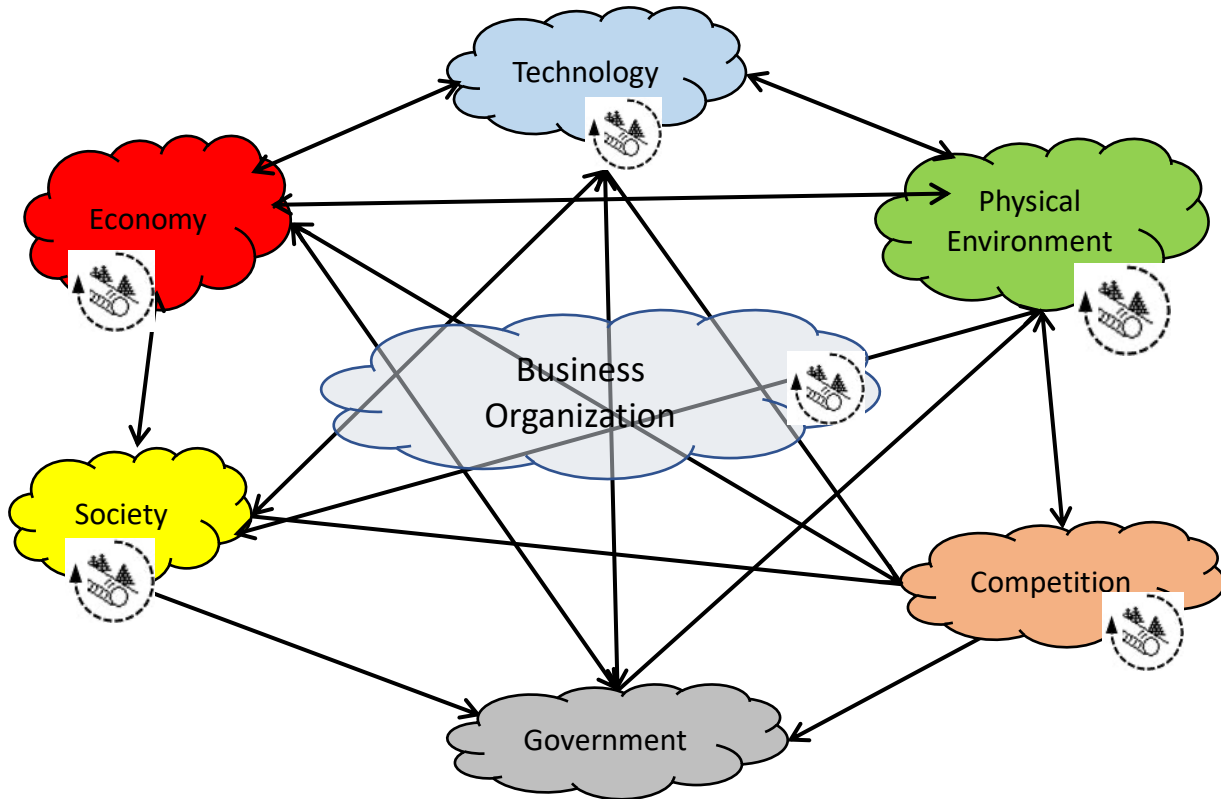 Technology
Economy
Physical
Environment
Business
Organization
Society
Competition
Government